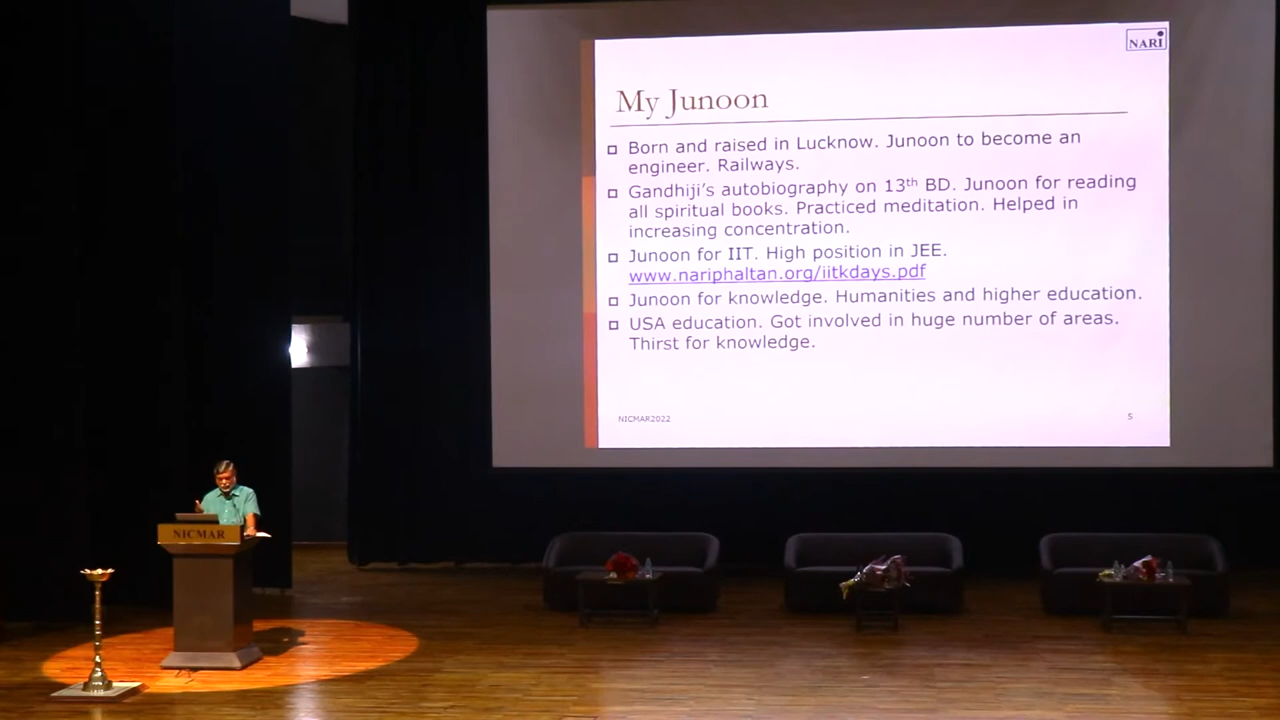 NARI
My Junoon
Born and raised in Lucknow. Junoon to become an
engineer. Railways.
Gandhiji's autobiography on 13th BD. Junoon for reading
all spiritual books. Practiced meditation. Helped in
increasing concentration.
Junoon for IIT. High position in JEE.
www.nariphaltan.org/iitkdays.pdf
Junoon for knowledge. Humanities and higher education.
USA education. Got involved in huge number of areas.
Thirst for knowledge.
NICMAR2022
5
NICMAR